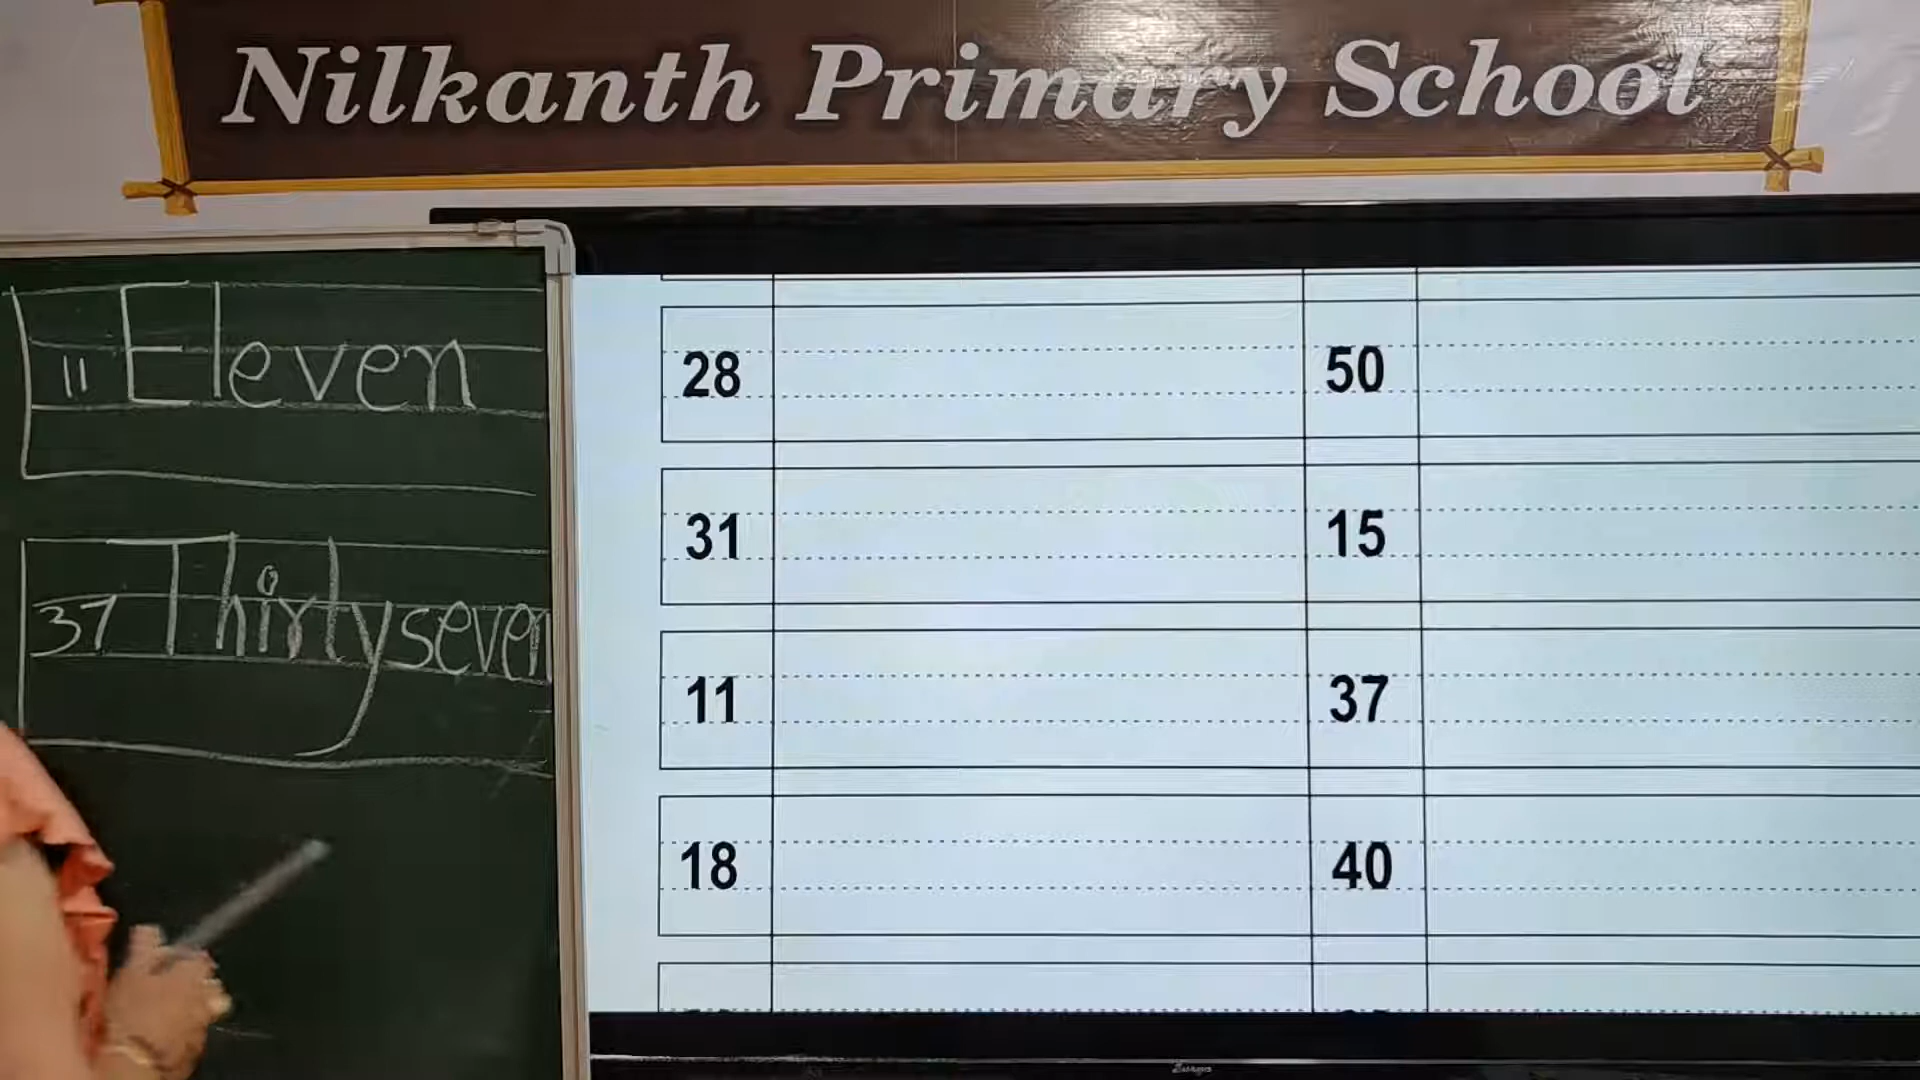 Nilkanth Primary School
11 Eleven
37 Thirtyseven
28 50
31 15
11 37
18 40